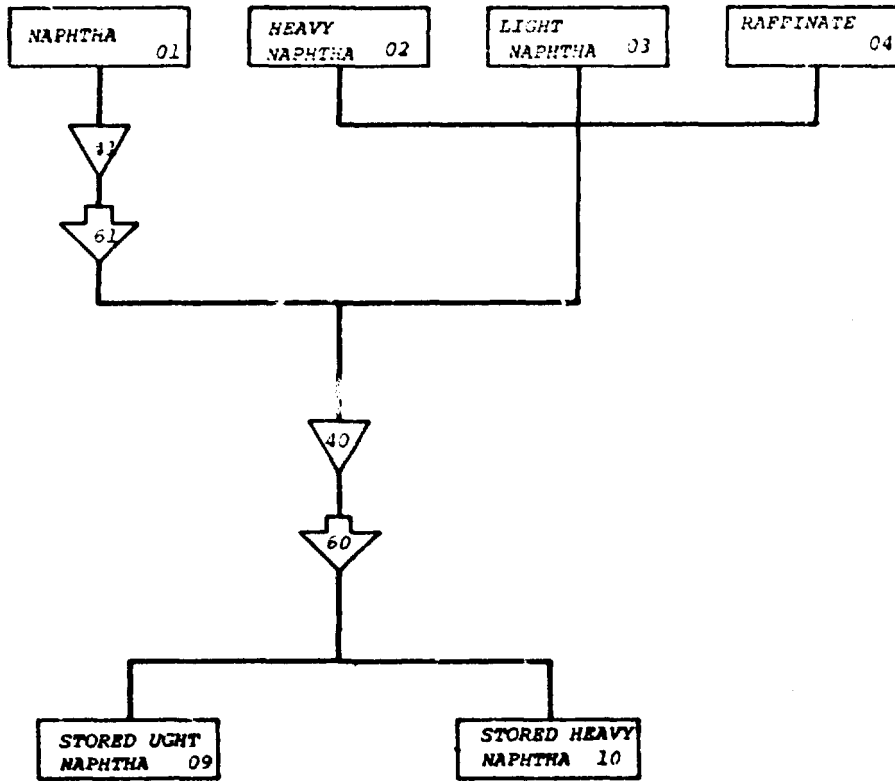 NAPHTHA
01
HEAVY
NAPHTHA 02
LIGHT
NAPHTHA 03
RAFFINATE
04
61
40
60
STORED UGHT
NAPHTHA 09
STORED HEAVY
NAPHTHA 10